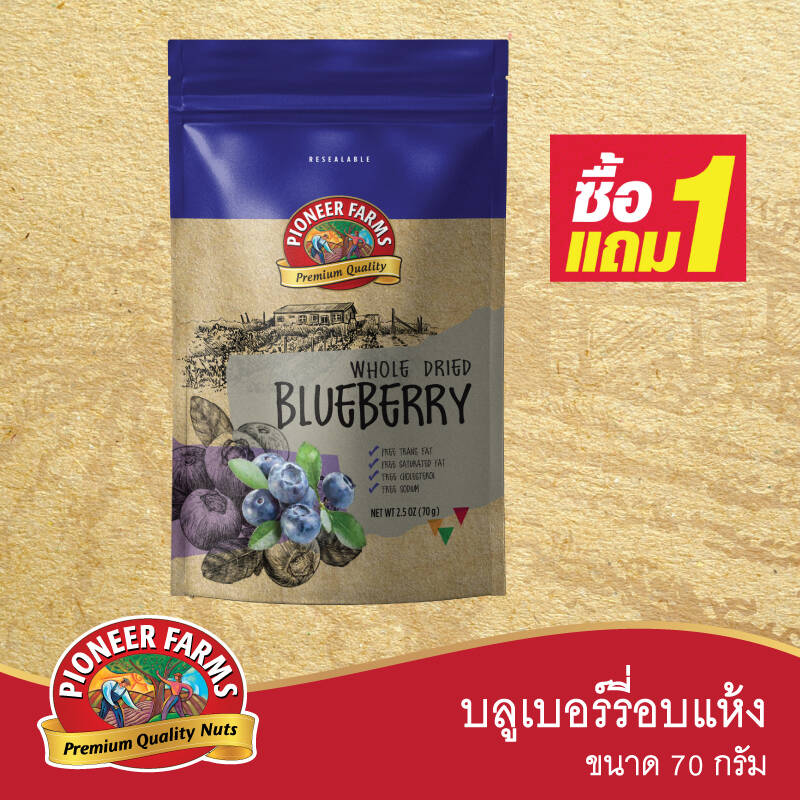 RESEALABLE
PIONEER FARMS
Premium Quality
WHOLE DRIED
BLUEBERRY
FREE TRANS FAT
FREE SATURATED FAT
FREE CHOLESTEROL
FREE SODIUM
NET WT 2.5 OZ (70 g)
ซื้อ 1
แถม
PIONEER FARMS
Premium Quality Nuts
บลูเบอร์รี่อบแห้ง
ขนาด 70 กรัม